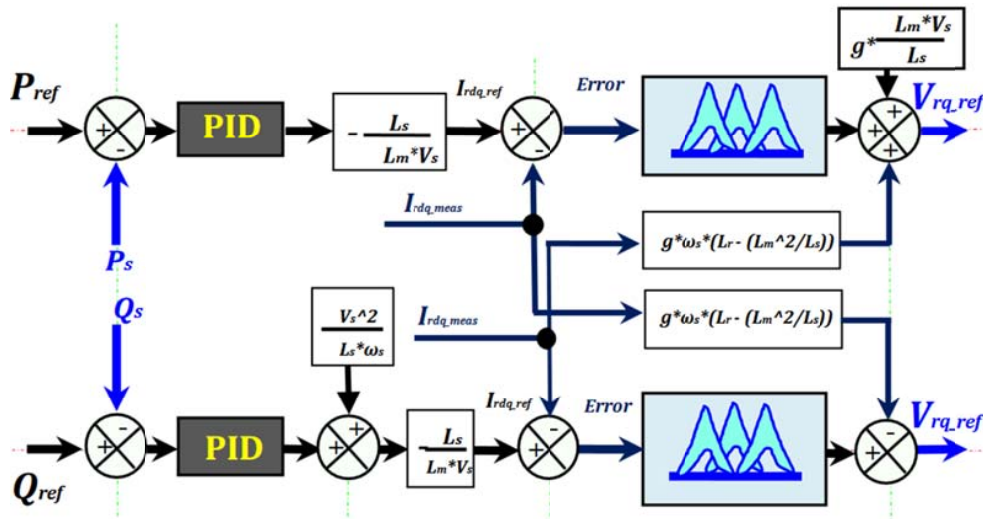 g* Lm*Vs
Ls
Pref
+
-
PID
- Ls
Lm*Vs
Irdq_ref
+
-
Error
+
+
+
Vrq_ref
Irdq_meas
g*ωs*(Lr - (Lm^2/Ls))
Ps
Qs
Vs^2
Ls*ωs
Irdq_meas
g*ωs*(Lr - (Lm^2/Ls))
Qref
-
+
PID
+
+
- Ls
Lm*Vs
Irdq_ref
-
+
Error
-
+
Vrq_ref